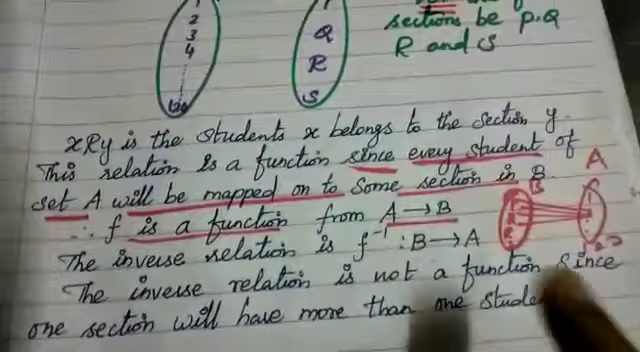 2
3
4
120
Q
R
S
sections be P.Q
R and S
xRy is the students x belongs to the section y.
This relation is a function since every student of
set A will be mapped on to some section in B
∴ f is a function from A → B
The inverse relation is f⁻¹ : B → A
B
A
The inverse relation is not a function since
one section will have more than one